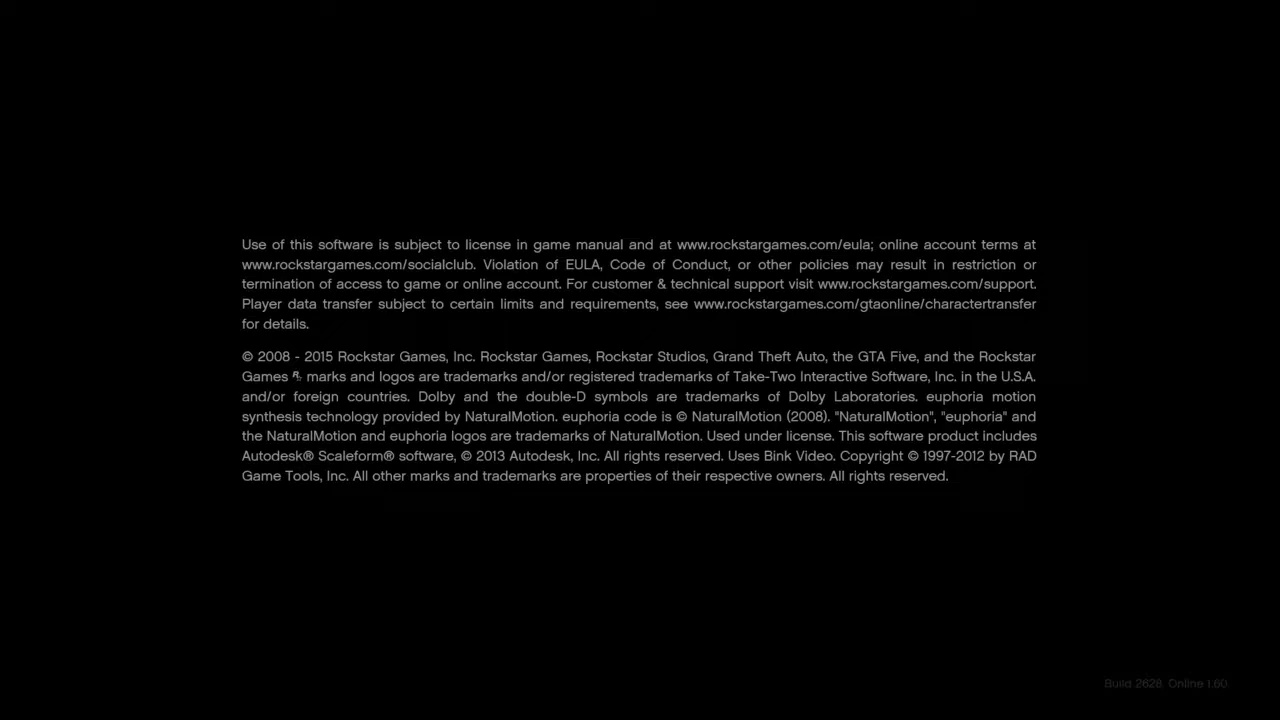 Use of this software is subject to license in game manual and at www.rockstargames.com/eula; online account terms at
www.rockstargames.com/socialclub. Violation of EULA, Code of Conduct, or other policies may result in restriction or
termination of access to game or online account. For customer & technical support visit www.rockstargames.com/support.
Player data transfer subject to certain limits and requirements, see www.rockstargames.com/gtaonline/charactertransfer
for details.
© 2008 - 2015 Rockstar Games, Inc. Rockstar Games, Rockstar Studios, Grand Theft Auto, the GTA Five, and the Rockstar
Games R* marks and logos are trademarks and/or registered trademarks of Take-Two Interactive Software, Inc. in the U.S.A.
and/or foreign countries. Dolby and the double-D symbols are trademarks of Dolby Laboratories. euphoria motion
synthesis technology provided by NaturalMotion. euphoria code is © NaturalMotion (2008). "NaturalMotion", "euphoria" and
the NaturalMotion and euphoria logos are trademarks of NaturalMotion. Used under license. This software product includes
Autodesk® Scaleform® software, © 2013 Autodesk, Inc. All rights reserved. Uses Bink Video. Copyright © 1997-2012 by RAD
Game Tools, Inc. All other marks and trademarks are properties of their respective owners. All rights reserved.
Build 2628. Online 1.60.